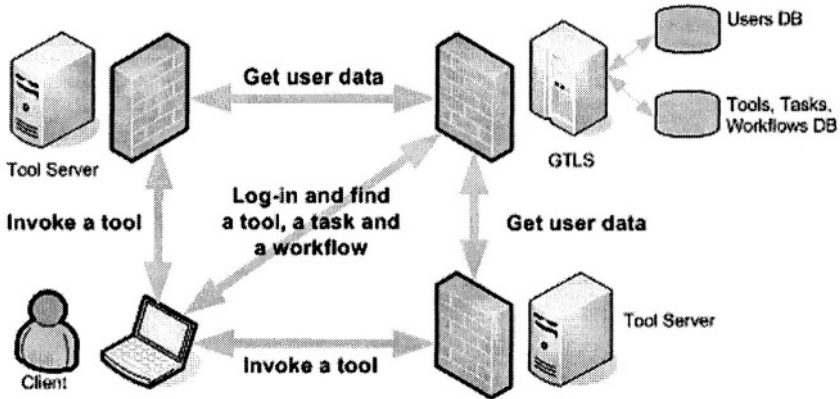 Users DB
Get user data
Tools, Tasks,
Workflows DB
GTLS
Tool Server
Log-in and find
a tool, a task and
a workflow
Invoke a tool
Get user data
Tool Server
Invoke a tool
Client